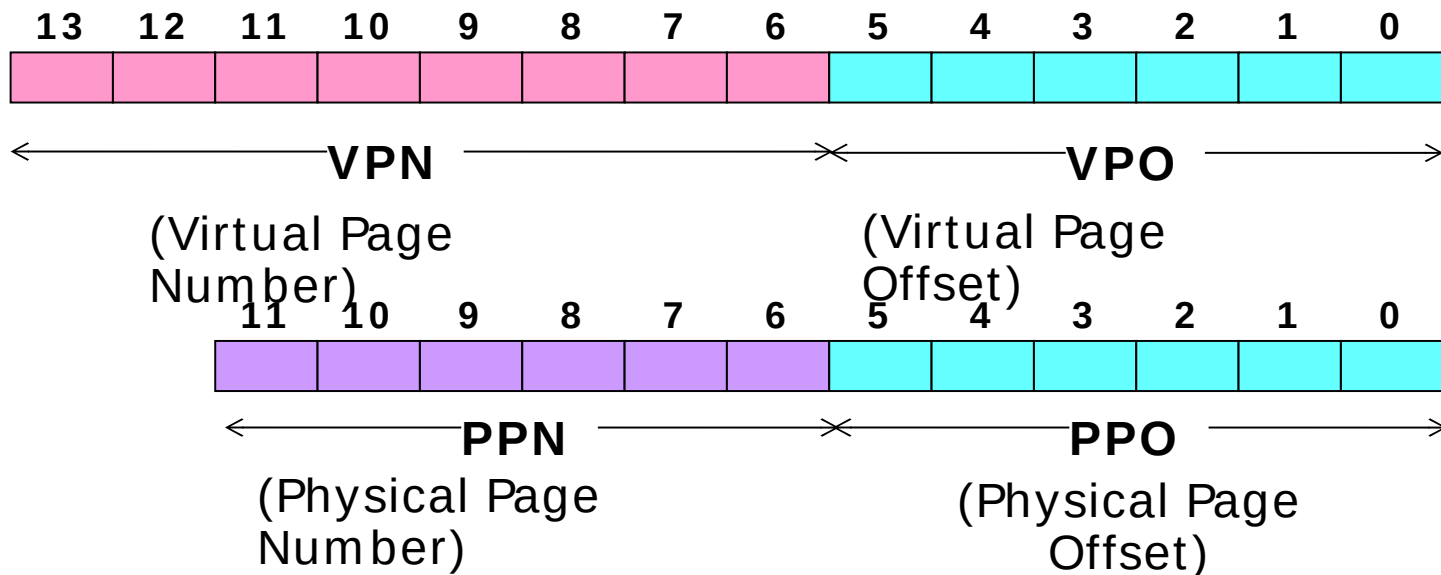 13 12 11 10 9 8 7 6 5 4 3 2 1 0
VPN VPO
(Virtual Page
Number)
(Virtual Page
Offset)
11 10 9 8 7 6 5 4 3 2 1 0
PPN PPO
(Physical Page
Number)
(Physical Page
Offset)